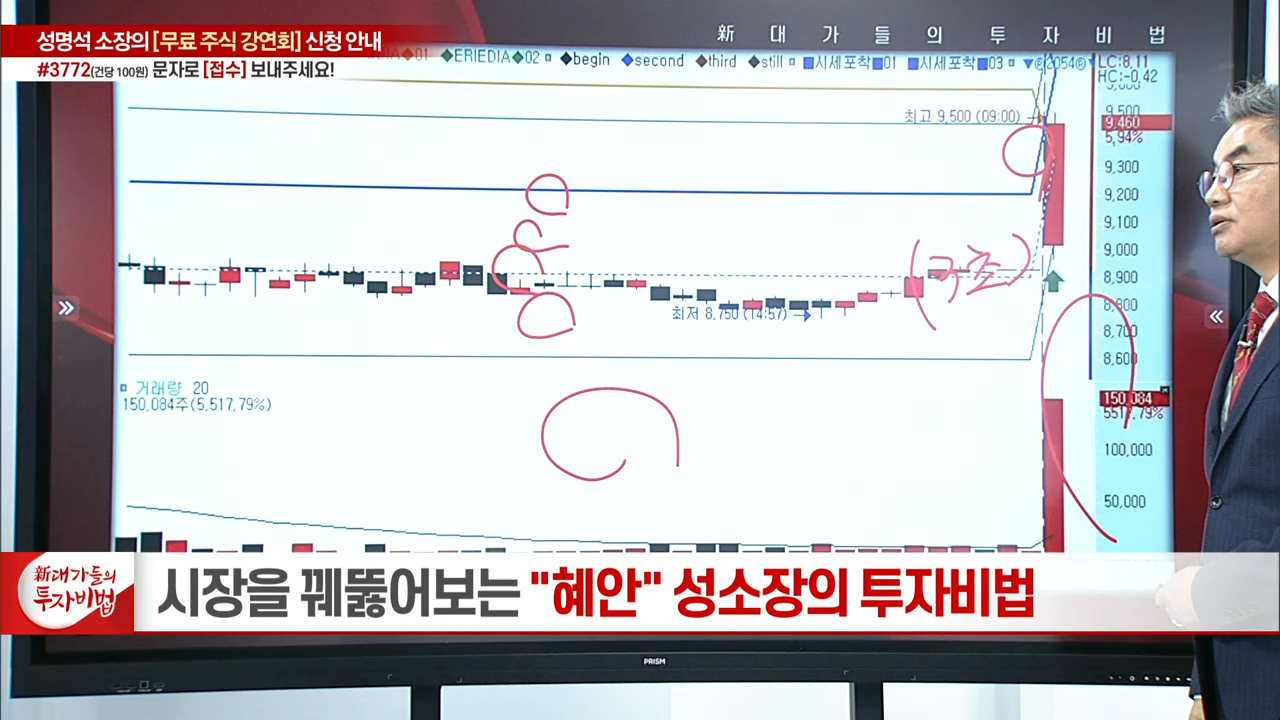 성명석 소장의 [무료 주식 강연회] 신청 안내
#3772(건당 100원) 문자로 [접수] 보내주세요!
新 대가들의 투자비법
01 ◆ERIEDIA◆02 ◆begin ◆second ◆third ◆still 시세포착 01 시세포착 03
LC:8,11
HC:-0,42
최고 9,500 (09:00)
9,500
9,460
5,94%
9,300
9,200
9,100
9,000
8,900
8,800
8,700
8,600
최저 8,750 (14:57)
거래량 20
150,084주(5,517,79%)
150,084
5517,79%
100,000
50,000
新대가들의
투자비법
시장을 꿰뚫어보는 "혜안" 성소장의 투자비법
PRISM